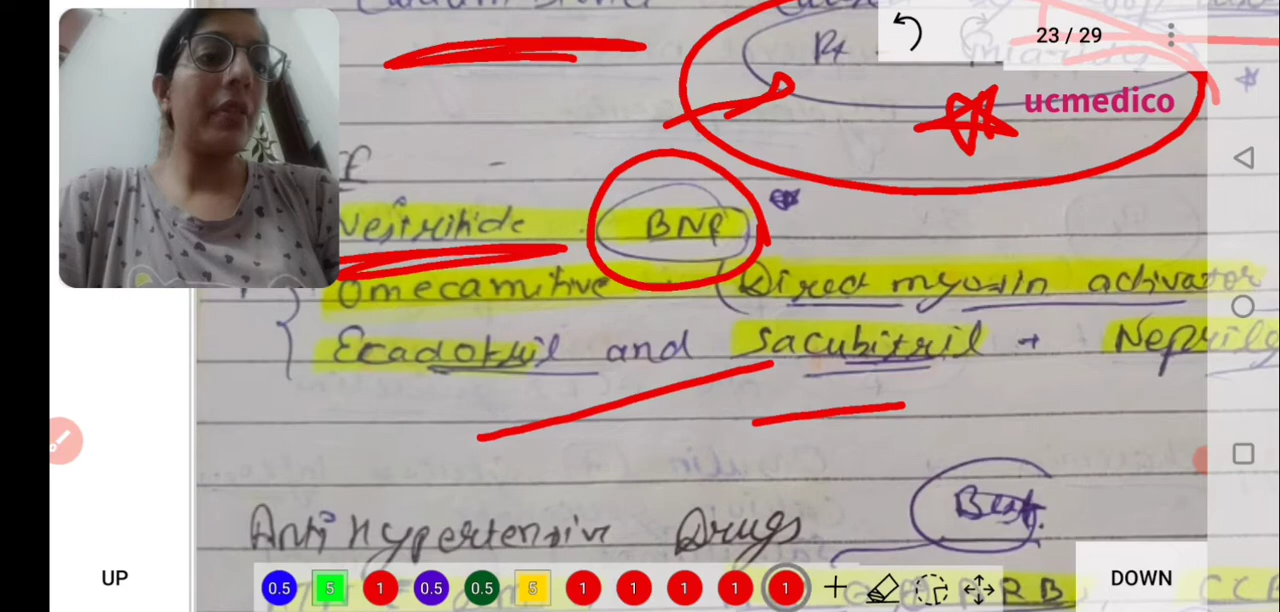 Rx
23 / 29
ucmedico
Nesiritide BNP
Omecamtive (Direct myosin activator
Ecadotril and Sacubitril → Neprily
Best.
Anti Hypertensive Drugs
UP
DOWN
0.5 5 1 0.5 0.5 5 1 1 1 1 1